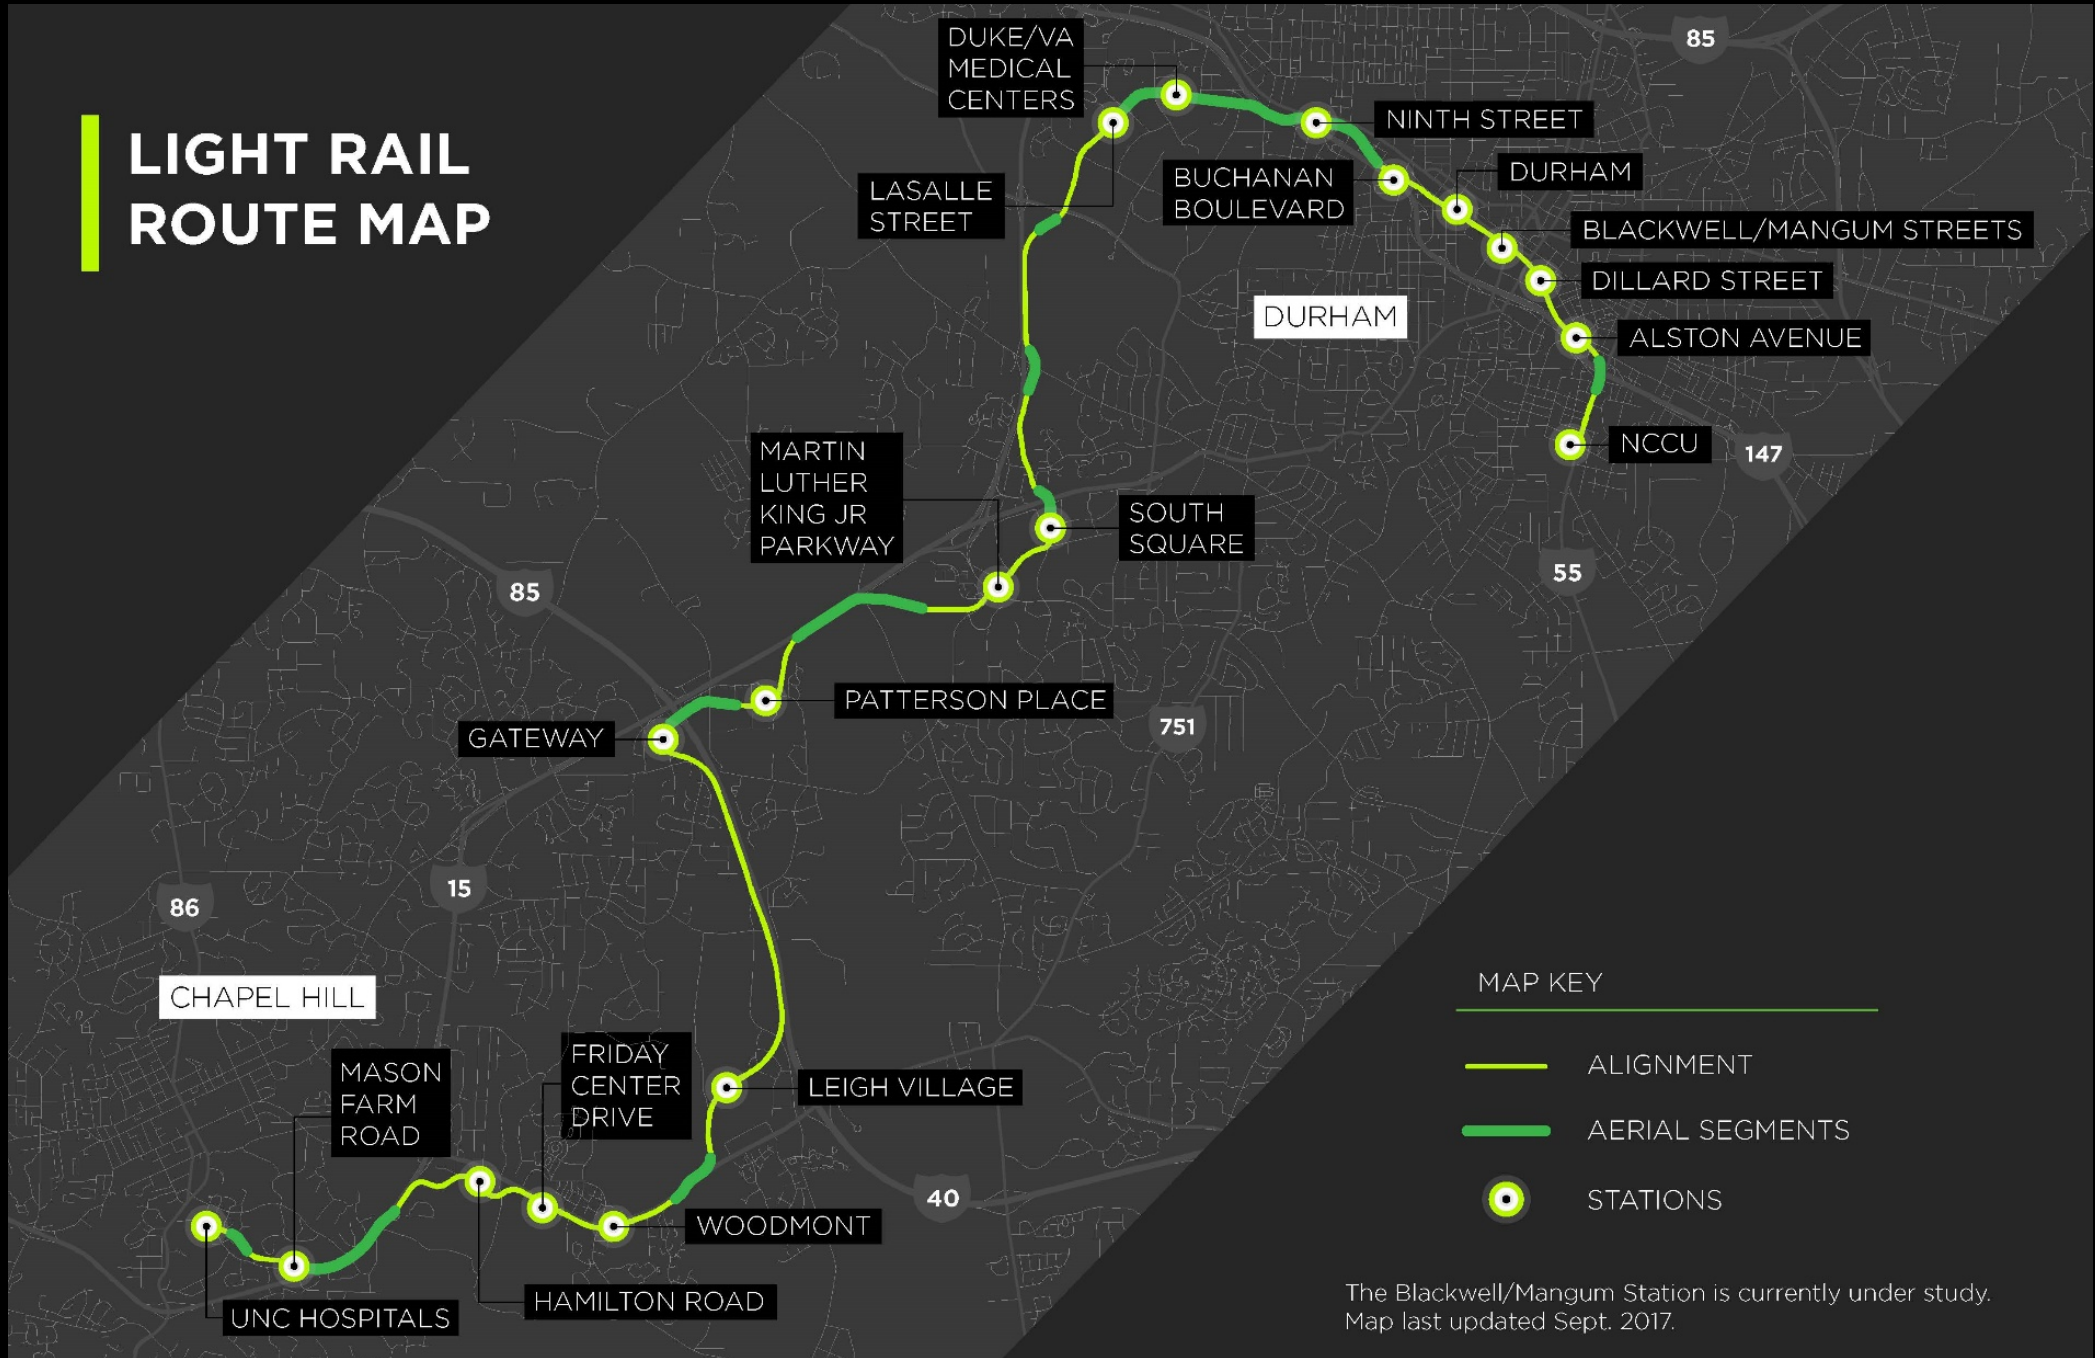 LIGHT RAIL
ROUTE MAP
DUKE/VA
MEDICAL
CENTERS
85
NINTH STREET
LASALLE
STREET
BUCHANAN
BOULEVARD
DURHAM
BLACKWELL/MANGUM STREETS
DILLARD STREET
DURHAM
ALSTON AVENUE
NCCU
147
MARTIN
LUTHER
KING JR
PARKWAY
SOUTH
SQUARE
85
55
PATTERSON PLACE
GATEWAY
751
15
86
CHAPEL HILL
MASON
FARM
ROAD
FRIDAY
CENTER
DRIVE
LEIGH VILLAGE
40
WOODMONT
HAMILTON ROAD
UNC HOSPITALS
MAP KEY
ALIGNMENT
AERIAL SEGMENTS
STATIONS
The Blackwell/Mangum Station is currently under study.
Map last updated Sept. 2017.